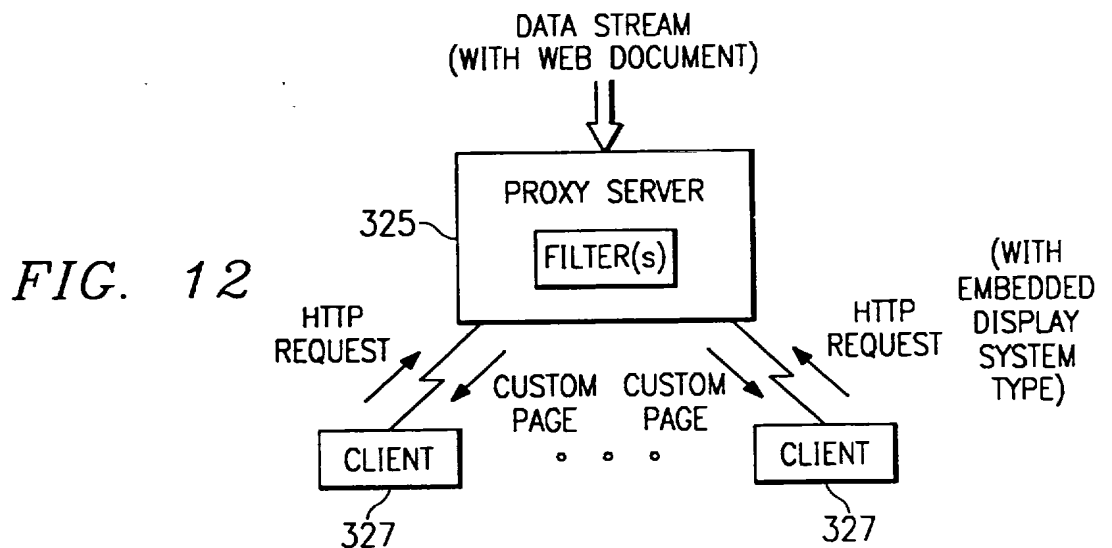 DATA STREAM
(WITH WEB DOCUMENT)
PROXY SERVER
325
FILTER(s)
FIG. 12
HTTP
REQUEST
CUSTOM
PAGE
CUSTOM
PAGE
HTTP
REQUEST
(WITH
EMBEDDED
DISPLAY
SYSTEM
TYPE)
CLIENT
CLIENT
327
327